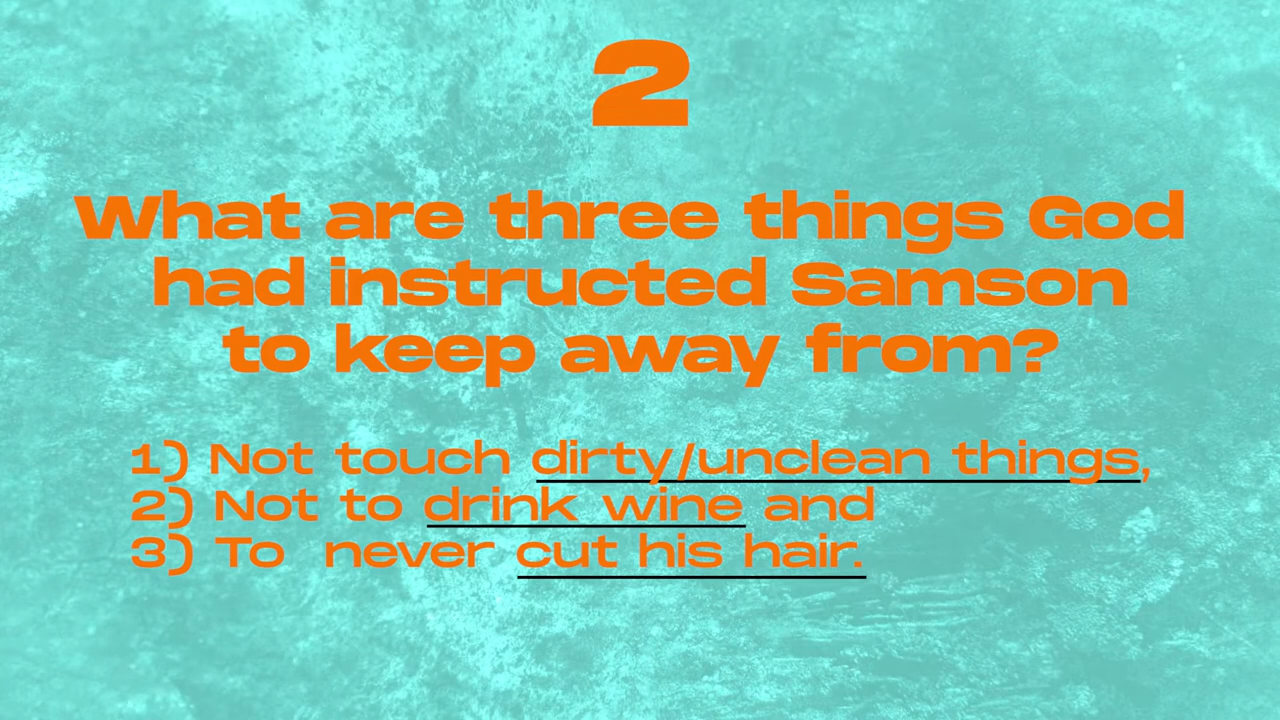 2
What are three things God
had instructed Samson
to keep away from?
1) Not touch dirty/unclean things,
2) Not to drink wine and
3) To never cut his hair.